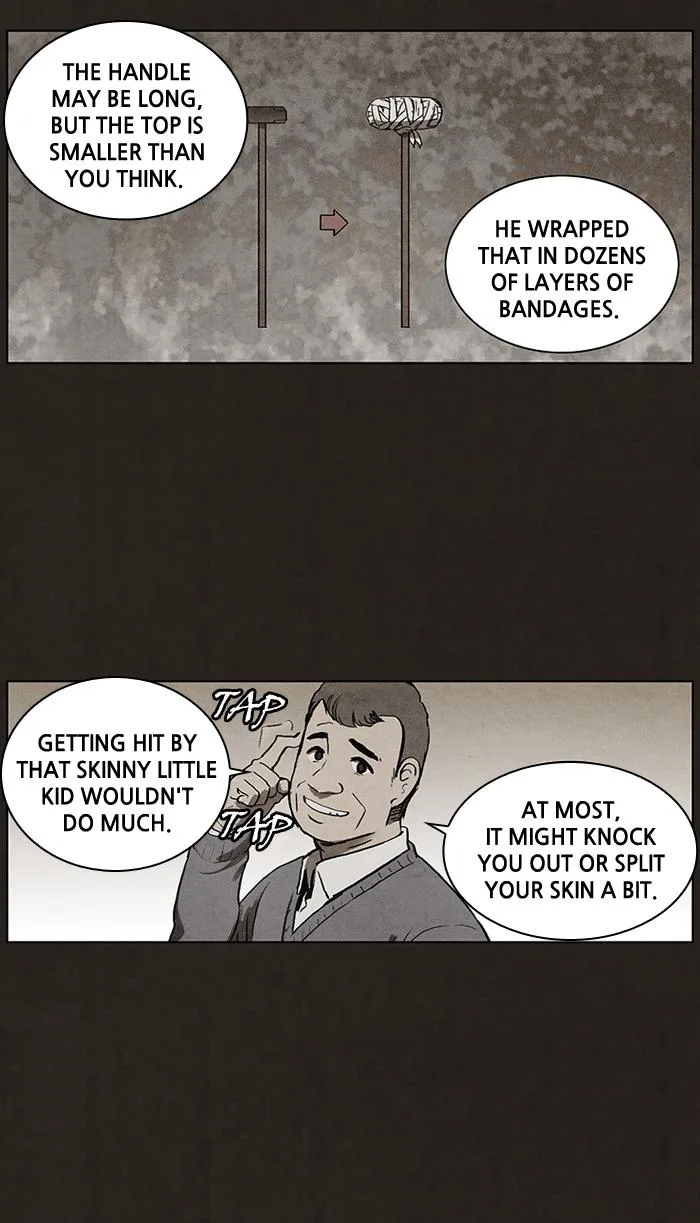 THE HANDLE
MAY BE LONG,
BUT THE TOP IS
SMALLER THAN
YOU THINK.
HE WRAPPED
THAT IN DOZENS
OF LAYERS OF
BANDAGES.
TAP
GETTING HIT BY
THAT SKINNY LITTLE
KID WOULDN'T
DO MUCH.
TAP
AT MOST,
IT MIGHT KNOCK
YOU OUT OR SPLIT
YOUR SKIN A BIT.